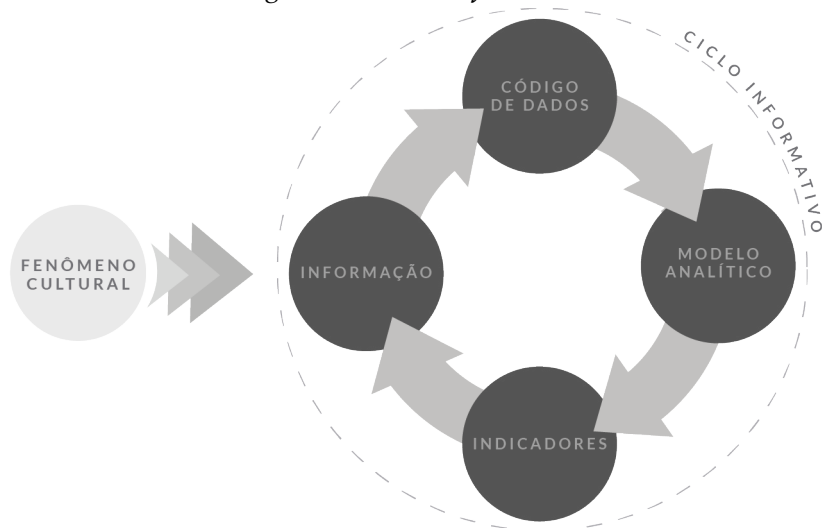 CICLO INFORMATIVO
CÓDIGO
DE DADOS
FENÔMENO
CULTURAL
INFORMAÇÃO
MODELO
ANALÍTICO
INDICADORES